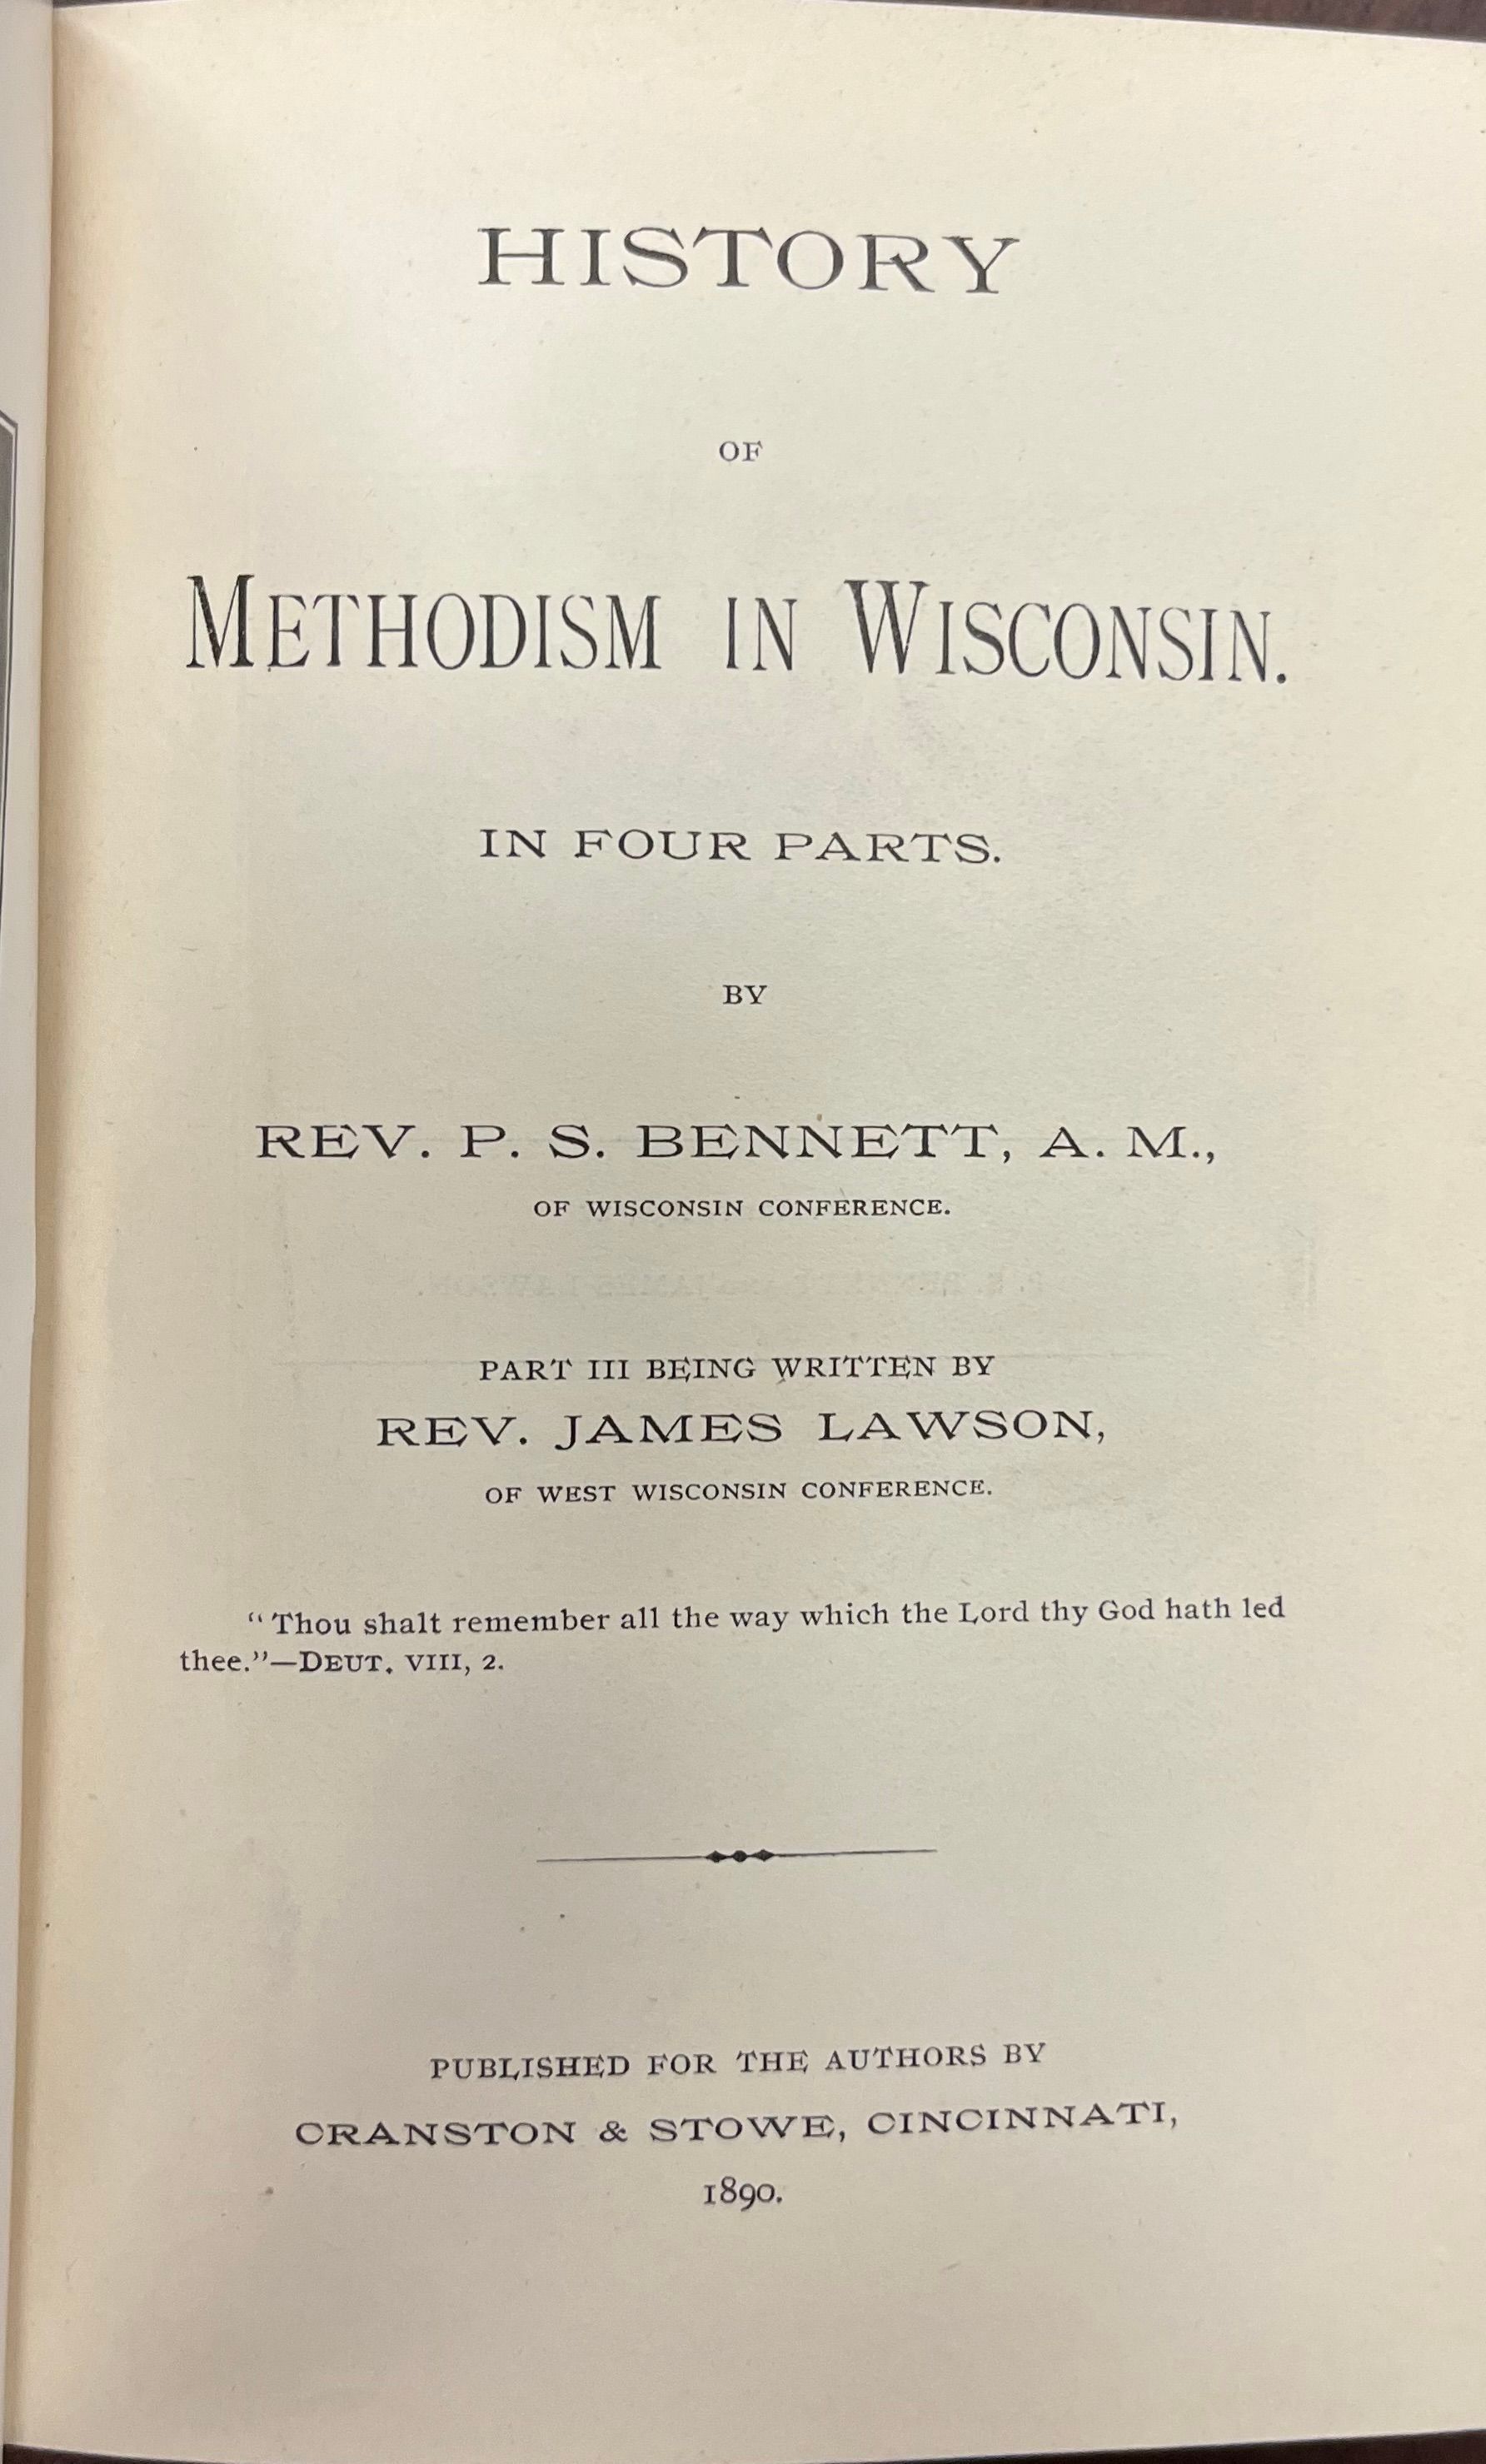 HISTORY
OF
METHODISM IN WISCONSIN.
IN FOUR PARTS.
BY
REV. P. S. BENNETT, A. M.,
OF WISCONSIN CONFERENCE.
PART III BEING WRITTEN BY
REV. JAMES LAWSON,
OF WEST WISCONSIN CONFERENCE.
“Thou shalt remember all the way which the Lord thy God hath led
thee.”—DEUT. VIII, 2.
PUBLISHED FOR THE AUTHORS BY
CRANSTON & STOWE, CINCINNATI,
1890.